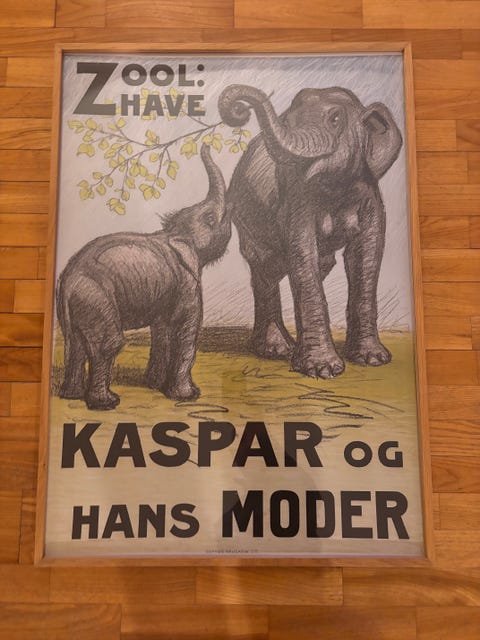 ZOOL:
HAVE
KASPAR OG
HANS MODER